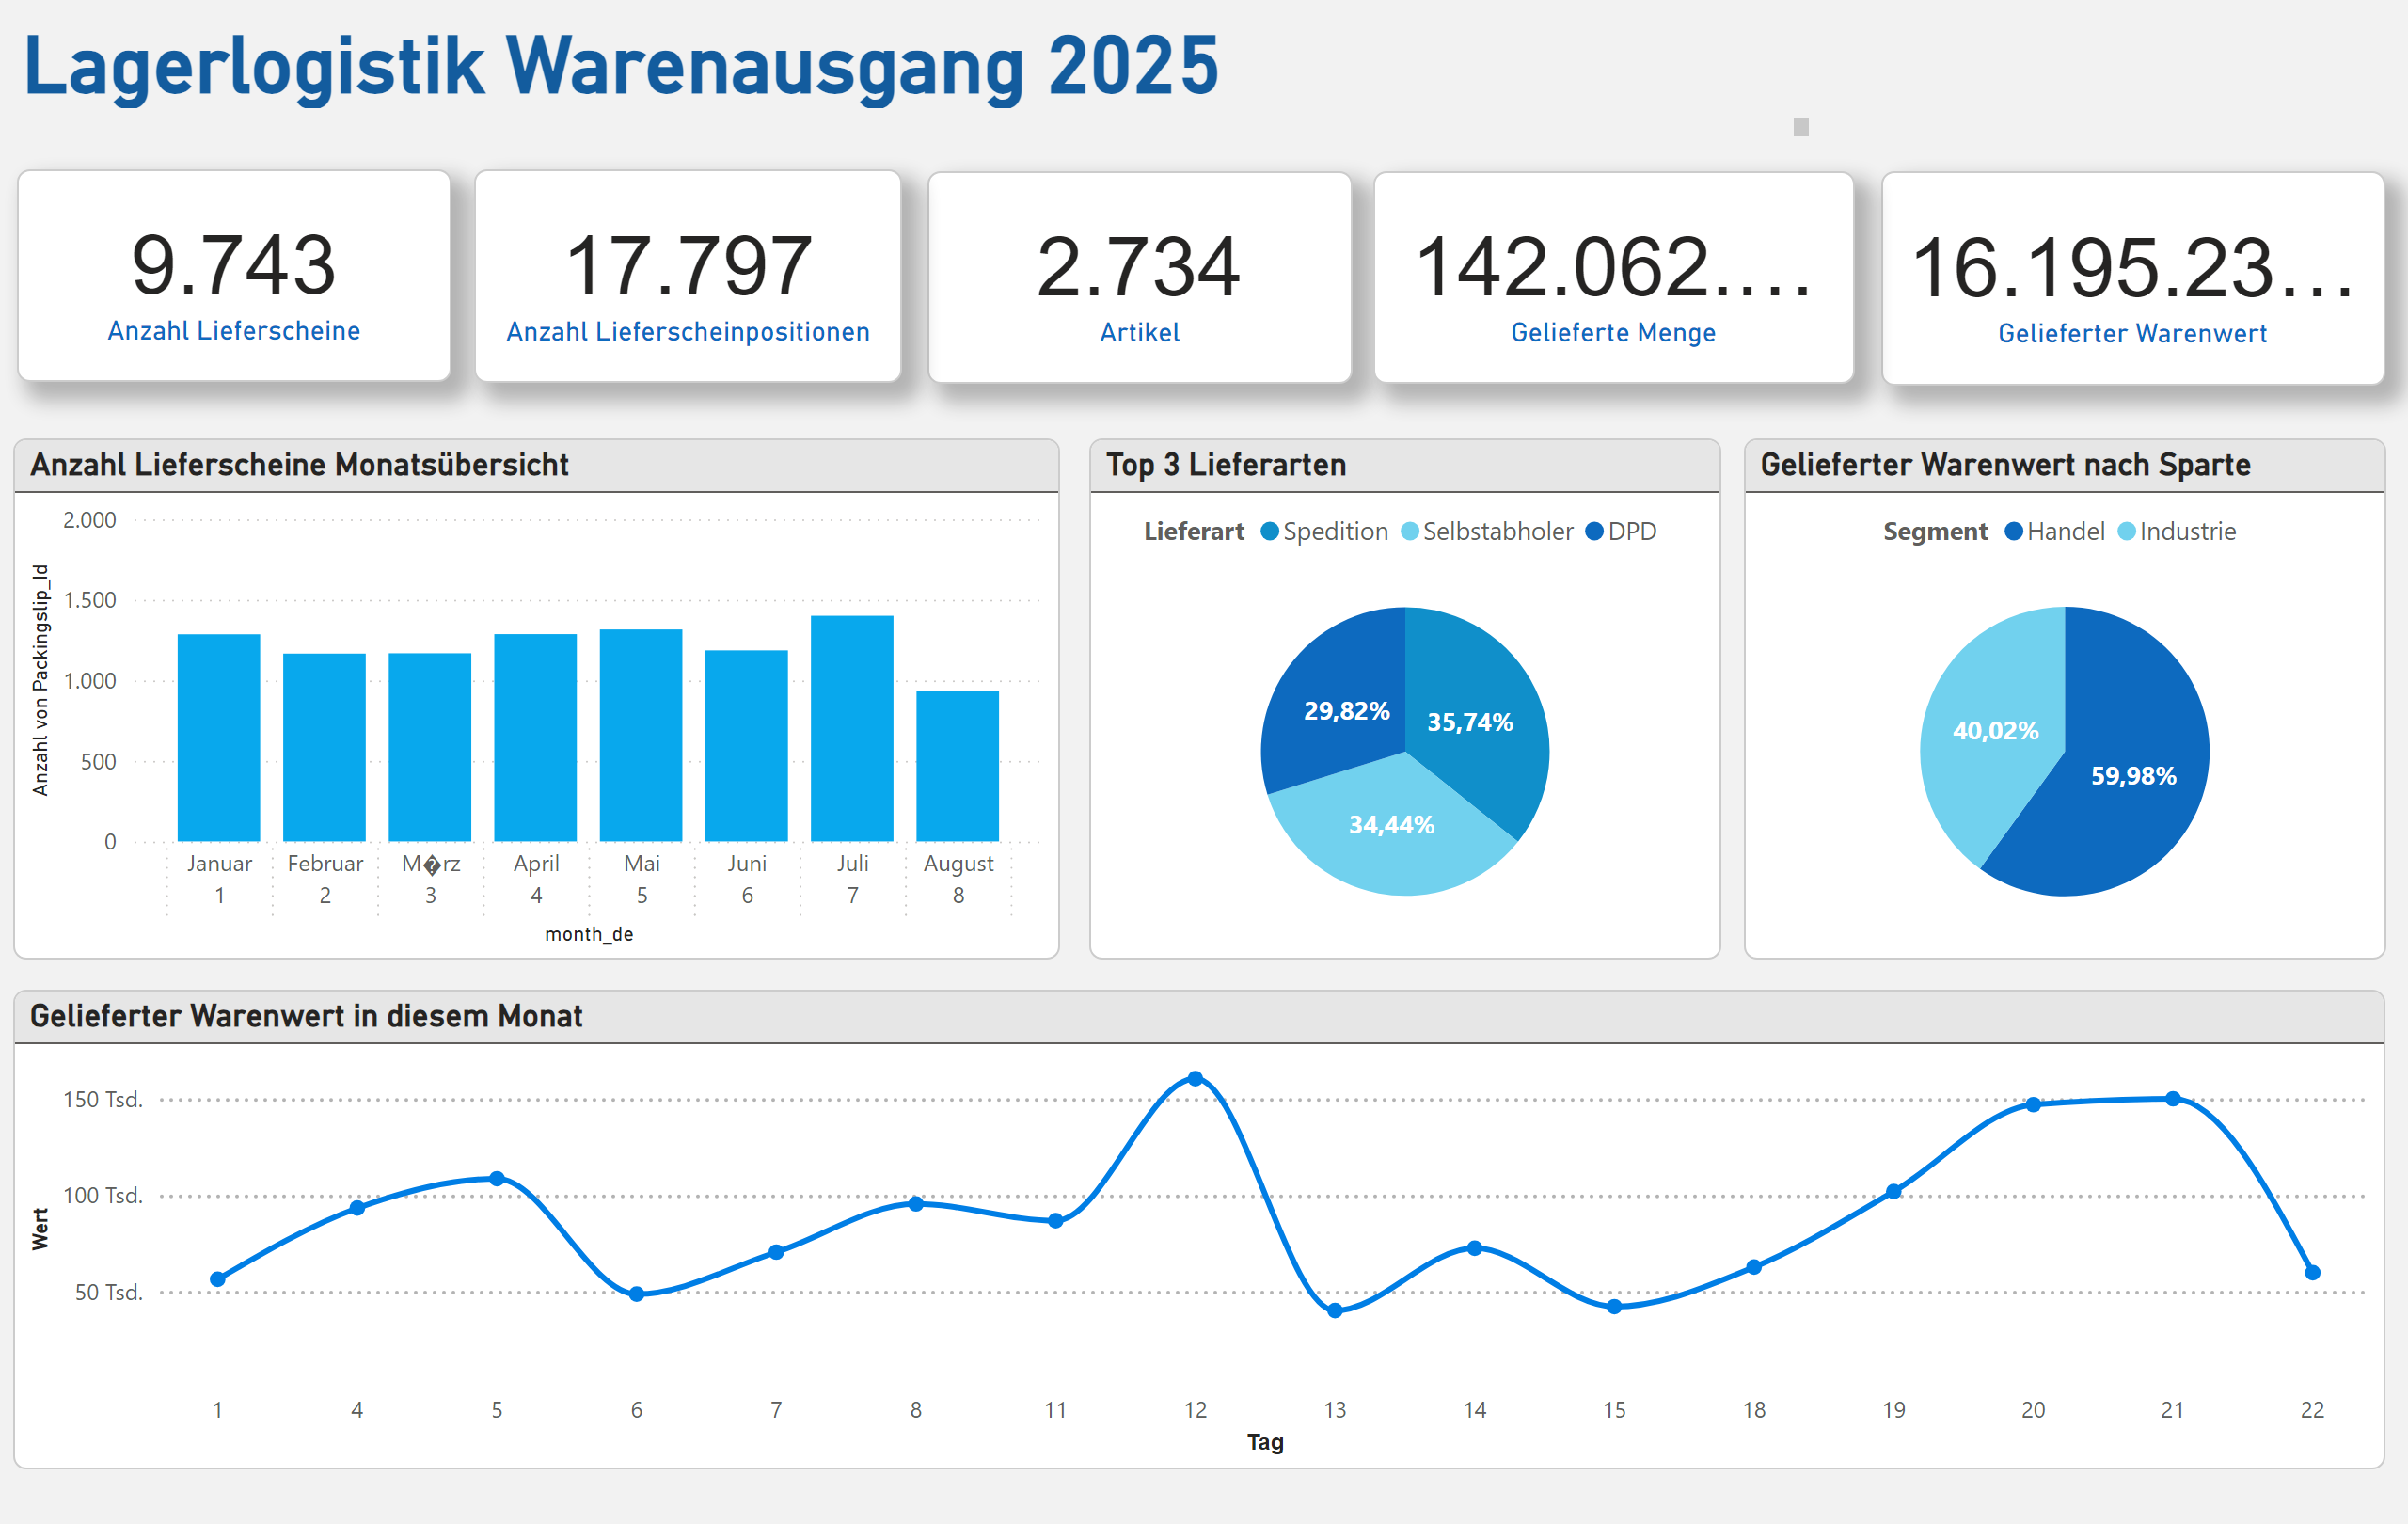 Lagerlogistik Warenausgang 2025
9.743
Anzahl Lieferscheine
17.797
Anzahl Lieferscheinpositionen
2.734
Artikel
142.062....
Gelieferte Menge
16.195.23...
Gelieferter Warenwert
Anzahl Lieferscheine Monatsübersicht
Anzahl von Packingslip_Id
2.000
1.500
1.000
500
0
Januar Februar M�rz April Mai Juni Juli August
1 2 3 4 5 6 7 8
month_de
Top 3 Lieferarten
Lieferart Spedition Selbstabholer DPD
29,82%
35,74%
34,44%
Gelieferter Warenwert nach Sparte
Segment Handel Industrie
40,02%
59,98%
Gelieferter Warenwert in diesem Monat
Wert
150 Tsd.
100 Tsd.
50 Tsd.
1 4 5 6 7 8 11 12 13 14 15 18 19 20 21 22
Tag